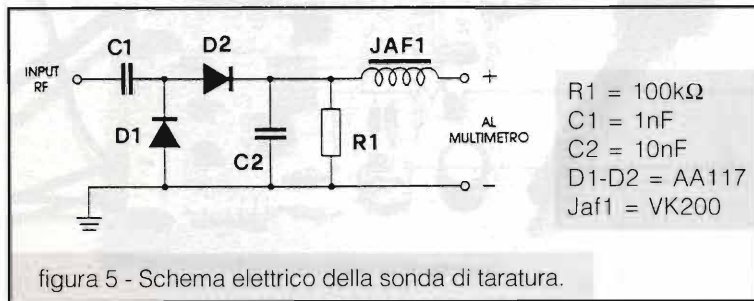 C1
D2
JAF1
INPUT
RF
+
D1
C2
R1
AL
MULTIMETRO
−
R1 = 100kΩ
C1 = 1nF
C2 = 10nF
D1-D2 = AA117
Jaf1 = VK200
figura 5 - Schema elettrico della sonda di taratura.